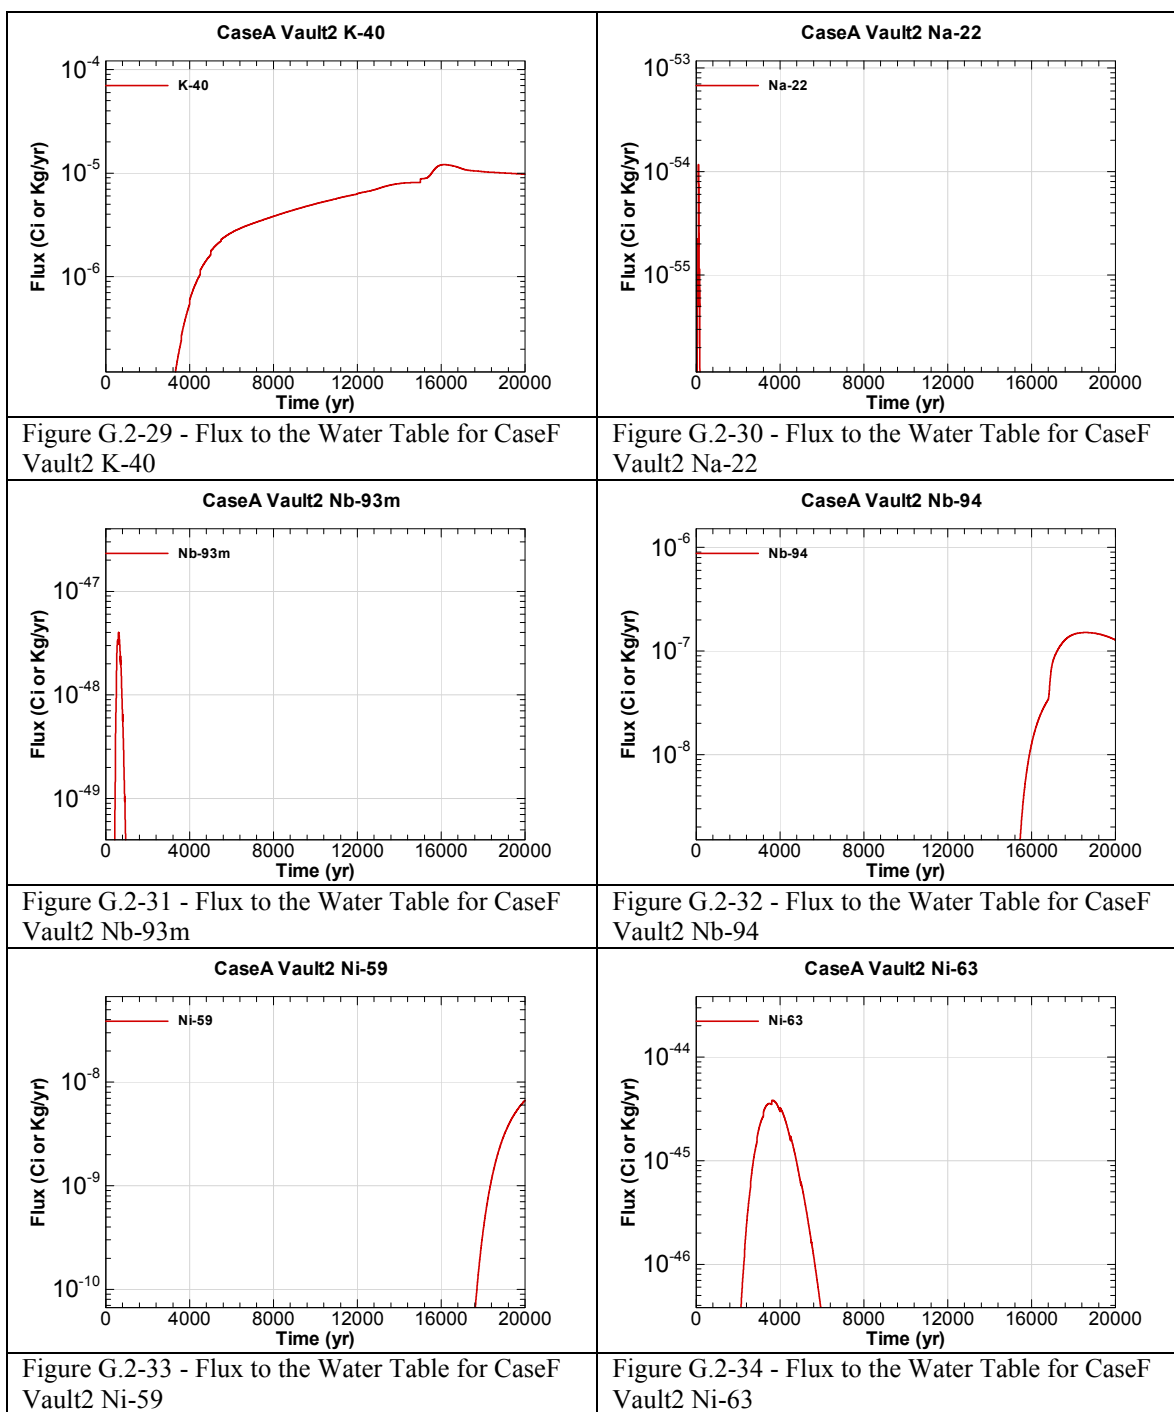 CaseA Vault2 K-40
Flux (Ci or Kg/yr)
10-4
10-5
10-6
K-40
0 4000 8000 12000 16000 20000
Time (yr)
Figure G.2-29 - Flux to the Water Table for CaseF
Vault2 K-40
CaseA Vault2 Na-22
Flux (Ci or Kg/yr)
10-53
10-54
10-55
Na-22
0 4000 8000 12000 16000 20000
Time (yr)
Figure G.2-30 - Flux to the Water Table for CaseF
Vault2 Na-22
CaseA Vault2 Nb-93m
Flux (Ci or Kg/yr)
10-47
10-48
10-49
Nb-93m
0 4000 8000 12000 16000 20000
Time (yr)
Figure G.2-31 - Flux to the Water Table for CaseF
Vault2 Nb-93m
CaseA Vault2 Nb-94
Flux (Ci or Kg/yr)
10-6
10-7
10-8
Nb-94
0 4000 8000 12000 16000 20000
Time (yr)
Figure G.2-32 - Flux to the Water Table for CaseF
Vault2 Nb-94
CaseA Vault2 Ni-59
Flux (Ci or Kg/yr)
10-8
10-9
10-10
Ni-59
0 4000 8000 12000 16000 20000
Time (yr)
Figure G.2-33 - Flux to the Water Table for CaseF
Vault2 Ni-59
CaseA Vault2 Ni-63
Flux (Ci or Kg/yr)
10-44
10-45
10-46
Ni-63
0 4000 8000 12000 16000 20000
Time (yr)
Figure G.2-34 - Flux to the Water Table for CaseF
Vault2 Ni-63